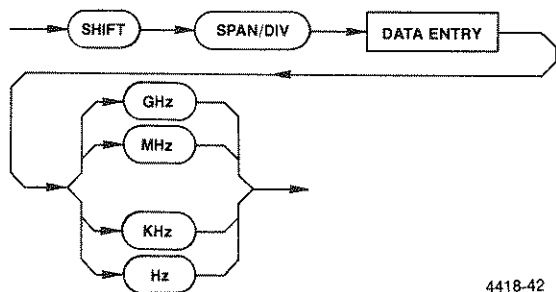 SHIFT SPAN/DIV DATA ENTRY
GHz
MHz
KHz
Hz
4418-42